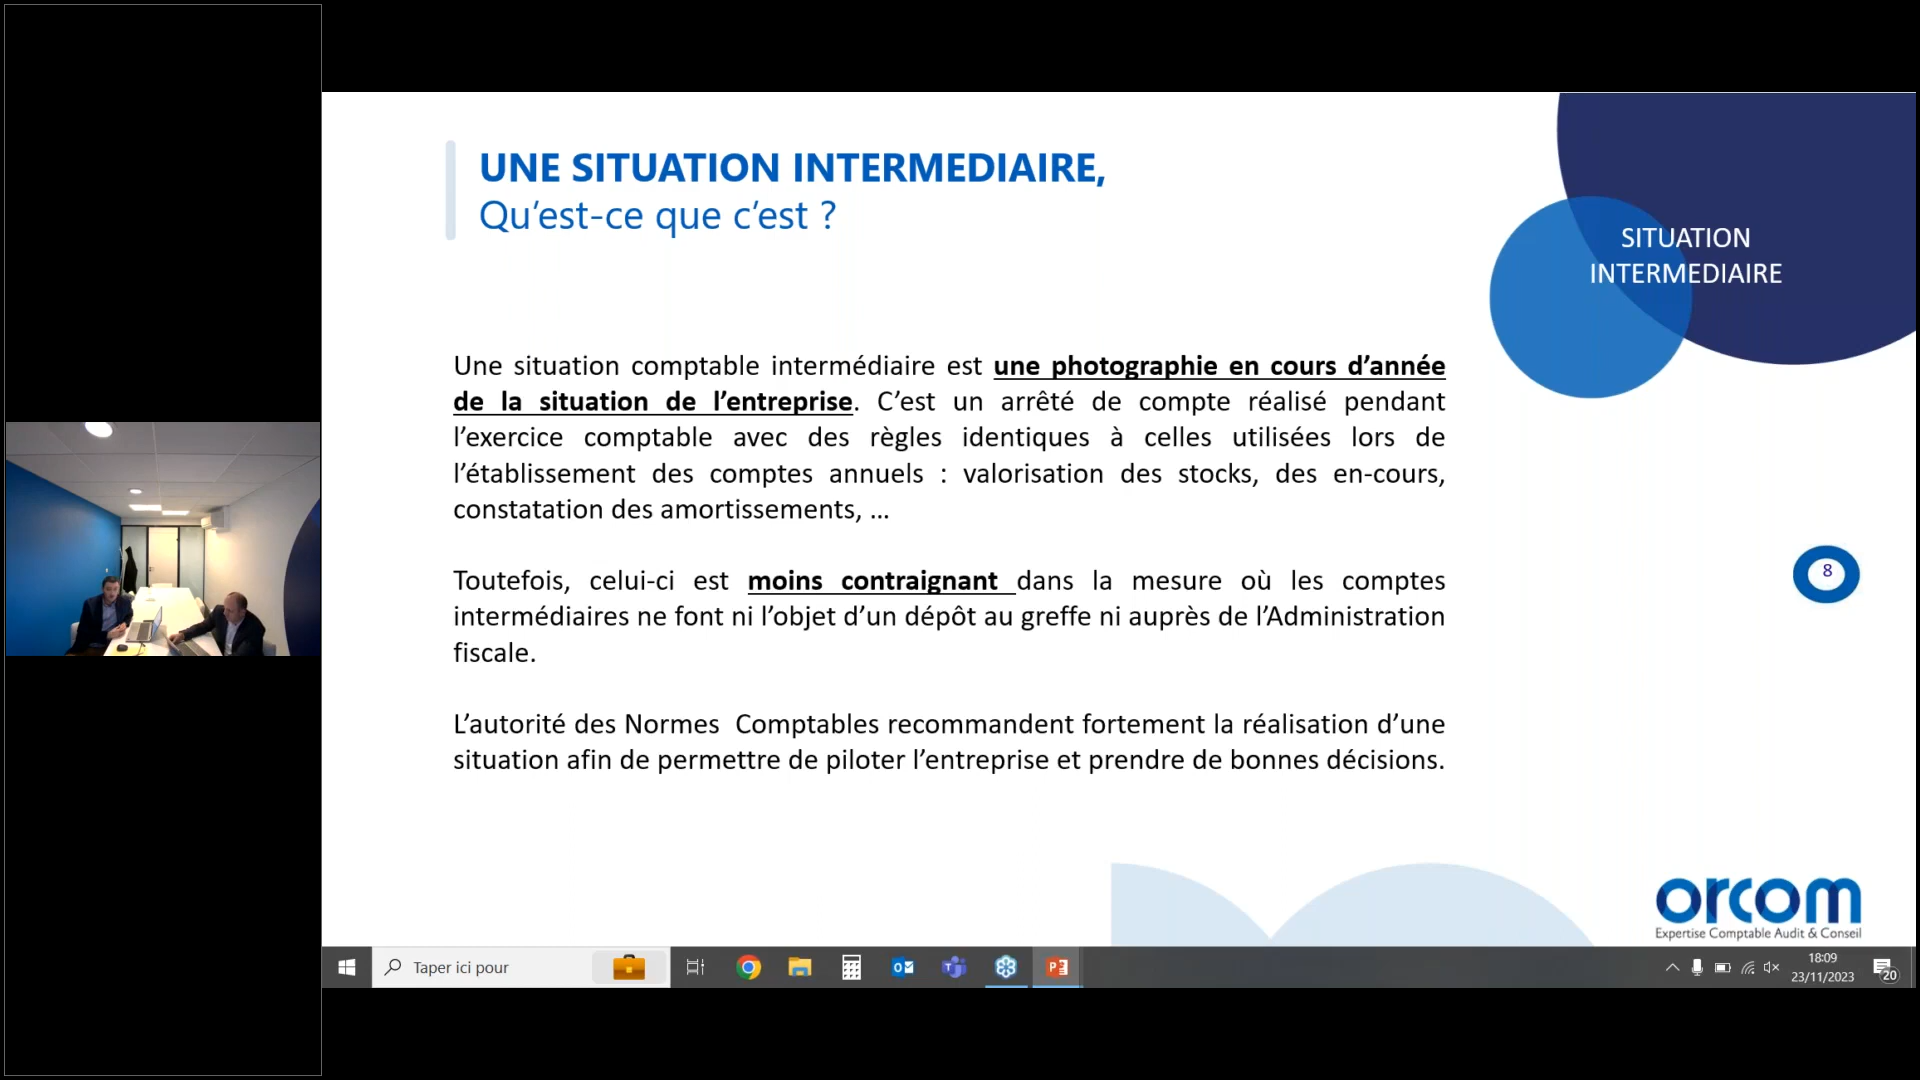 UNE SITUATION INTERMEDIAIRE,
Qu’est-ce que c’est ?
SITUATION
INTERMEDIAIRE
Une situation comptable intermédiaire est une photographie en cours d’année
de la situation de l’entreprise. C’est un arrêté de compte réalisé pendant
l’exercice comptable avec des règles identiques à celles utilisées lors de
l’établissement des comptes annuels : valorisation des stocks, des en-cours,
constatation des amortissements, ...
8
Toutefois, celui-ci est moins contraignant dans la mesure où les comptes
intermédiaires ne font ni l’objet d’un dépôt au greffe ni auprès de l’Administration
fiscale.
L’autorité des Normes  Comptables recommandent fortement la réalisation d’une
situation afin de permettre de piloter l’entreprise et prendre de bonnes décisions.
orcom
Expertise Comptable Audit & Conseil
Taper ici pour
18:09
23/11/2023
20